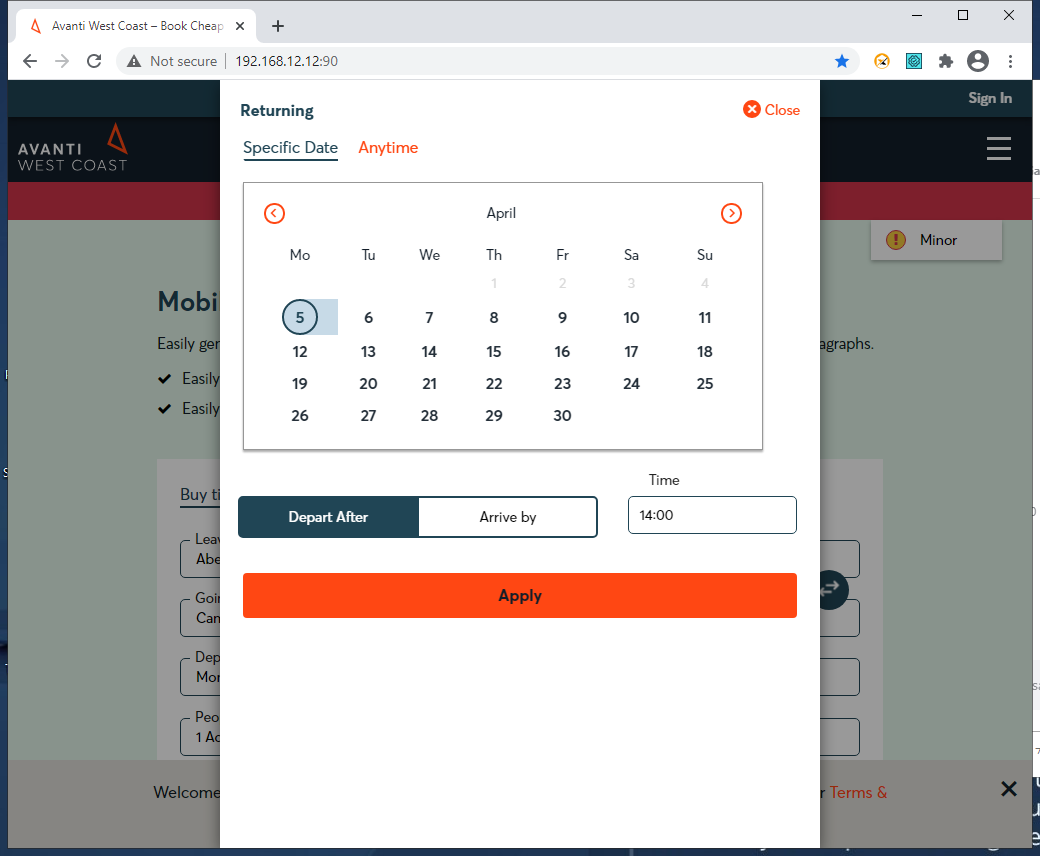 Avanti West Coast – Book Cheap
Not secure
192.168.12.12:90
Sign In
AVANTI
WEST COAST
Returning
Close
Specific Date Anytime
April
Mo Tu We Th Fr Sa Su
1 2 3 4
5 6 7 8 9 10 11
12 13 14 15 16 17 18
19 20 21 22 23 24 25
26 27 28 29 30
Time
Depart After Arrive by 14:00
Apply
Minor
Mobi
Easily ger agraphs.
Easily
Easily
Buy ti
Leav
Abe
Goin
Can
Dep
Mon
Peo
1 Ad
Welcome r Terms &